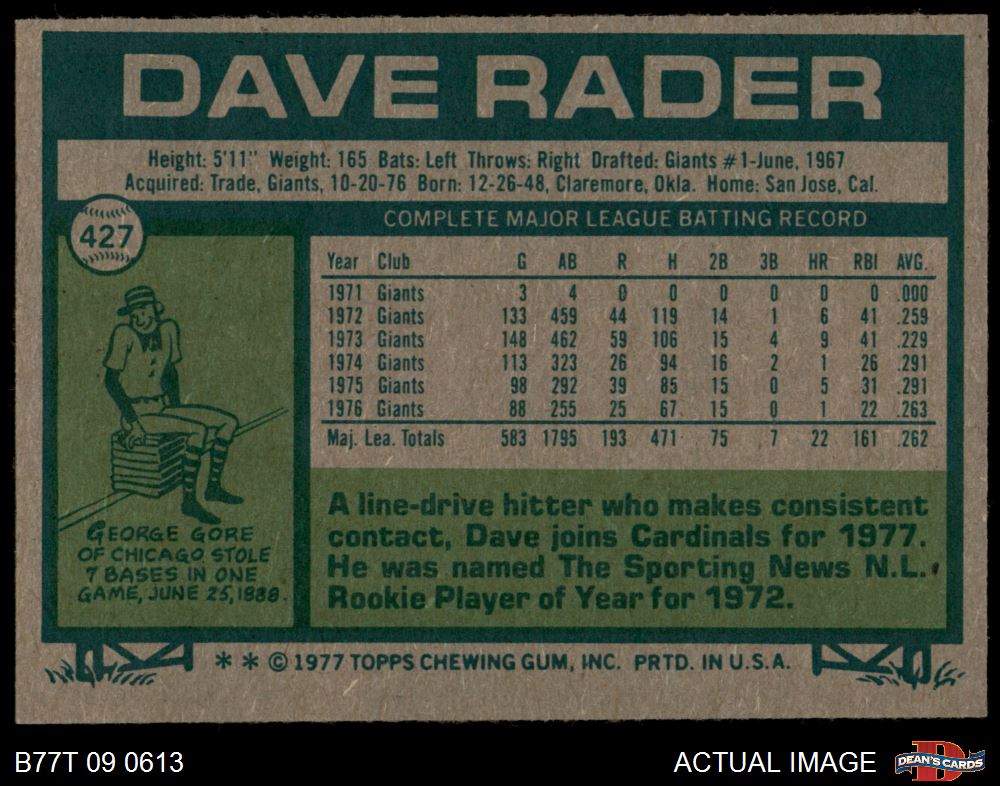 DAVE RADER
Height: 5'11" Weight: 165 Bats: Left Throws: Right Drafted: Giants #1-June, 1967
Acquired: Trade, Giants, 10-20-76 Born: 12-26-48, Claremore, Okla. Home: San Jose, Cal.
427
COMPLETE MAJOR LEAGUE BATTING RECORD
Year Club G AB R H 2B 3B HR RBI AVG.
1971 Giants 3 4 0 0 0 0 0 0 .000
1972 Giants 133 459 44 119 14 1 6 41 .259
1973 Giants 148 462 59 106 15 4 9 41 .229
1974 Giants 113 323 26 94 16 2 1 26 .291
1975 Giants 98 292 39 85 15 0 5 31 .291
1976 Giants 88 255 25 67 15 0 1 22 .263
Maj. Lea. Totals 583 1795 193 471 75 7 22 161 .262
GEORGE GORE
OF CHICAGO STOLE
7 BASES IN ONE
GAME, JUNE 25, 1888.
A line-drive hitter who makes consistent
contact, Dave joins Cardinals for 1977.
He was named The Sporting News N.L.
Rookie Player of Year for 1972.
* * © 1977 TOPPS CHEWING GUM, INC. PRTD. IN U.S.A.
B77T 09 0613
ACTUAL IMAGE
D
DEAN'S CARDS